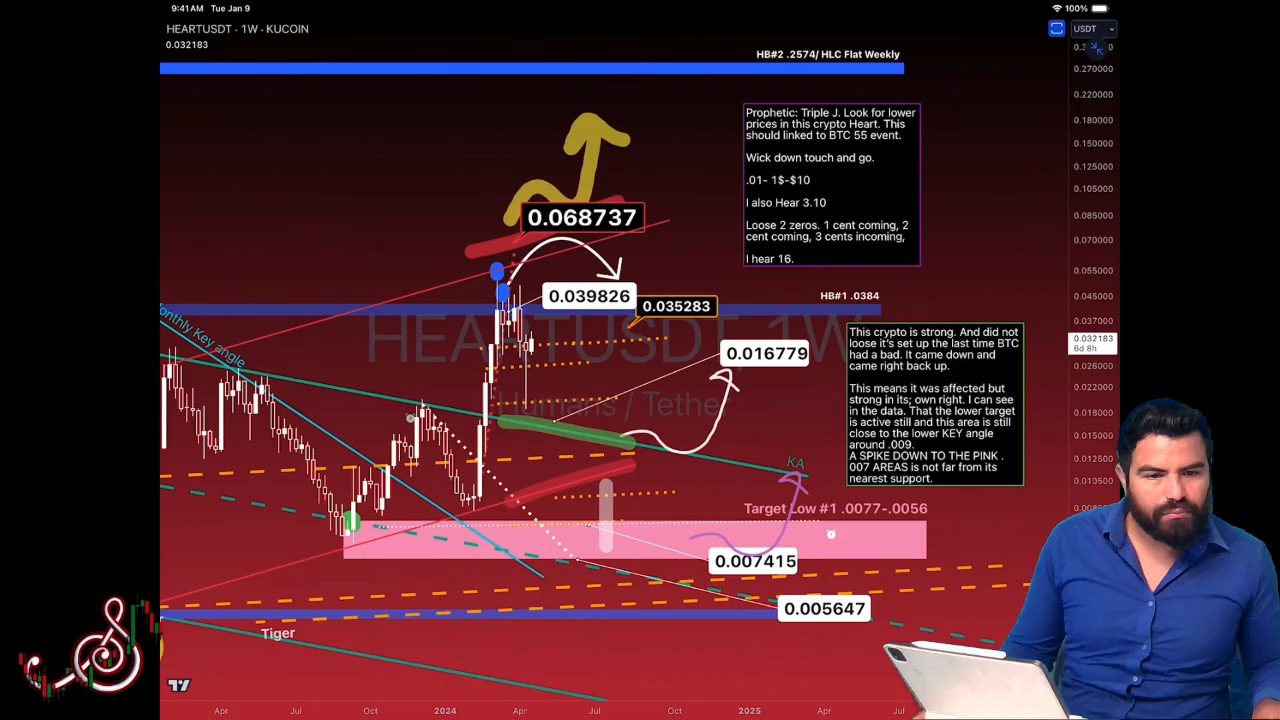 9:41 AM Tue Jan 9
100%
HEARTUSDT · 1W · KUCOIN
0.032183
USDT
HB#2 .2574/ HLC Flat Weekly
0.270000
0.220000
0.180000
0.150000
0.125000
0.105000
0.085000
0.070000
0.055000
0.045000
0.037000
0.032183
6d 8h
0.026000
0.022000
0.018000
0.015000
0.012500
0.010500
Prophetic: Triple J. Look for lower
prices in this crypto Heart. This
should linked to BTC 55 event.
Wick down touch and go.
.01- 1$-$10
I also Hear 3.10
Loose 2 zeros. 1 cent coming, 2
cent coming, 3 cents incoming,
I hear 16.
0.068737
0.039826
0.035283
HB#1 .0384
HEARTUSDT, 1W
Humans / Tether
onthly Key angle
0.016779
This crypto is strong. And did not
loose it's set up the last time BTC
had a bad. It came down and
came right back up.
This means it was affected but
strong in its; own right. I can see
in the data. That the lower target
is active still and this area is still
close to the lower KEY angle
around .009.
A SPIKE DOWN TO THE PINK .
007 AREAS is not far from its
nearest support.
KA
Target Low #1 .0077-.0056
0.007415
0.005647
Tiger
Apr Jul Oct 2024 Apr Jul Oct 2025 Apr Jul